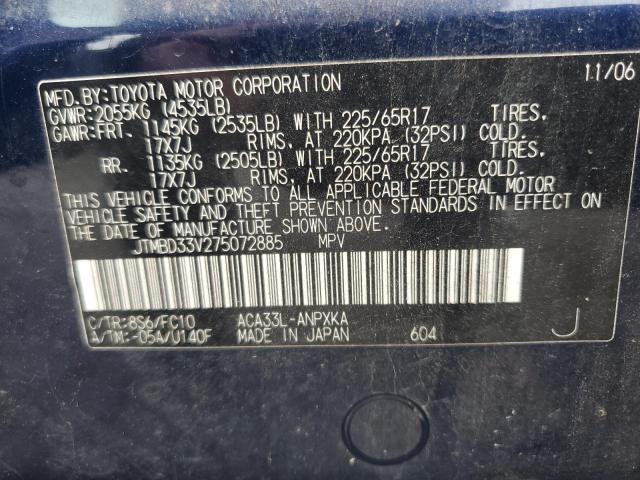 MFD.BY:TOYOTA MOTOR CORPORATION 11/06
GVWR:2055KG (4535LB)
GAWR:FRT. 1145KG (2535LB) WITH 225/65R17 TIRES.
17X7J RIMS, AT 220KPA (32PSI) COLD.
RR. 1135KG (2505LB) WITH 225/65R17 TIRES.
17X7J RIMS, AT 220KPA (32PSI) COLD.
THIS VEHICLE CONFORMS TO ALL APPLICABLE FEDERAL MOTOR
VEHICLE SAFETY AND THEFT PREVENTION STANDARDS IN EFFECT ON
THE DATE OF MANUFACTURE SHOWN ABOVE.
JTMBD33V275072885 MPV
C/TR:8S6/FC10 ACA33L-ANPXKA
A/TM:-05A/U140F MADE IN JAPAN 604 J